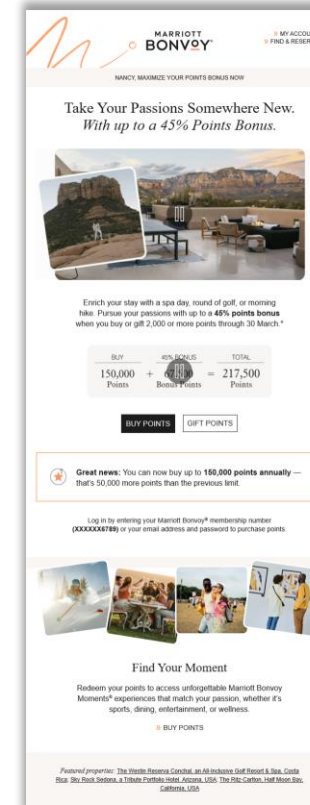 MARRIOTT
BONVOY®
MY ACCOU
FIND & RESER
NANCY, MAXIMIZE YOUR POINTS BONUS NOW
Take Your Passions Somewhere New.
With up to a 45% Points Bonus.
Enrich your stay with a spa day, round of golf, or morning
hike. Pursue your passions with up to a 45% points bonus
when you buy or gift 2,000 or more points through 30 March.*
BUY 45% BONUS TOTAL
150,000 + = 217,500
Points Bonus Points Points
BUY POINTS GIFT POINTS
Great news: You can now buy up to 150,000 points annually —
that's 50,000 more points than the previous limit.
Log in by entering your Marriott Bonvoy® membership number
(XXXXXX6789) or your email address and password to purchase points.
Find Your Moment
Redeem your points to access unforgettable Marriott Bonvoy
Moments® experiences that match your passion, whether it's
sports, dining, entertainment, or wellness.
BUY POINTS
Featured properties: The Westin Reserva Conchal, an All-Inclusive Golf Resort & Spa, Costa
Rica; Sky Rock Sedona, a Tribute Portfolio Hotel, Arizona, USA; The Ritz-Carlton, Half Moon Bay,
California, USA